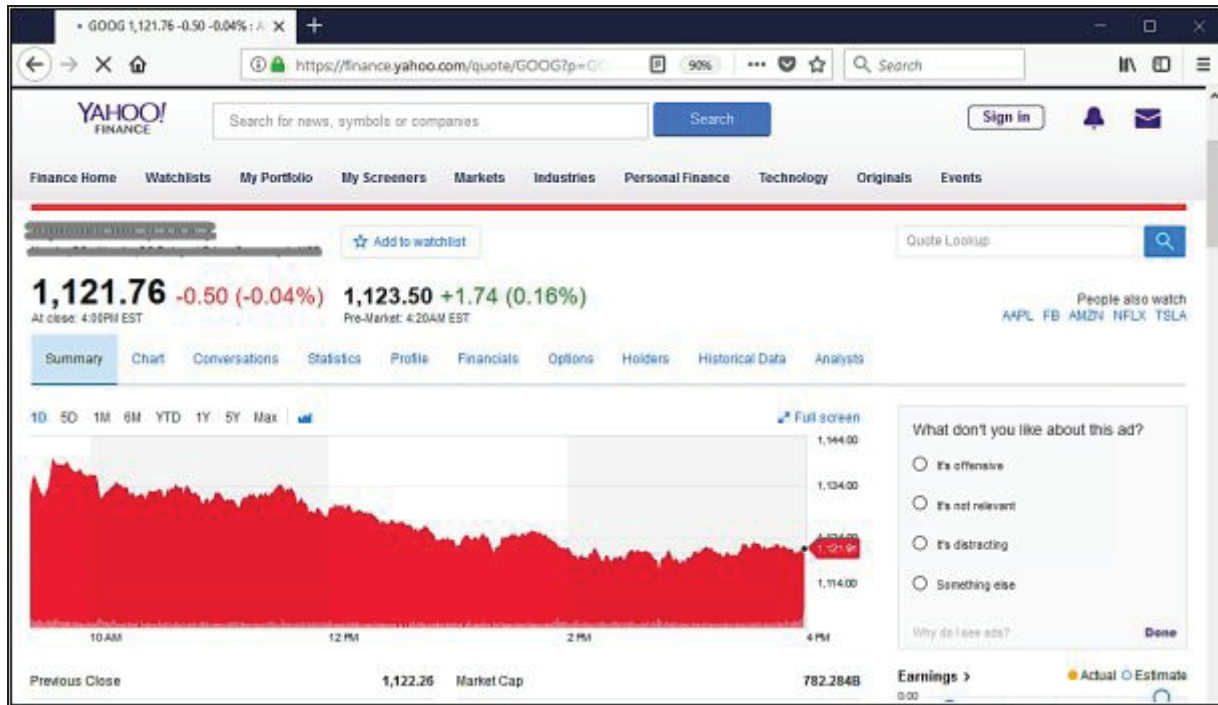 GOOG 1,121.76 -0.50 -0.04% : A
https://finance.yahoo.com/quote/GOOG?p=GO
90%
Search
YAHOO!
FINANCE
Search for news, symbols or companies
Search
Sign in
Finance Home Watchlists My Portfolio My Screeners Markets Industries Personal Finance Technology Originals Events
Add to watchlist
Quote Lookup
1,121.76 -0.50 (-0.04%) 1,123.50 +1.74 (0.16%)
At close: 4:00PM EST Pre-Market: 4:20AM EST
People also watch
AAPL FB AMZN NFLX TSLA
Summary Chart Conversations Statistics Profile Financials Options Holders Historical Data Analysts
1D 5D 1M 6M YTD 1Y 5Y Max Full screen
1,144.00
1,134.00
1,114.00
10 AM 12 PM 2 PM 4 PM
What don't you like about this ad?
It's offensive
It's not relevant
It's distracting
Something else
Why do I see ads? Done
Previous Close 1,122.26 Market Cap 782.284B
Earnings > Actual Estimate
0.00